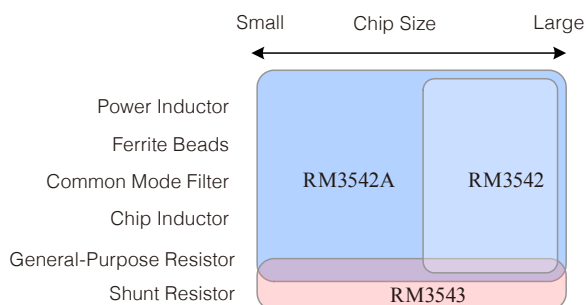 Small Chip Size Large
Power Inductor
Ferrite Beads
Common Mode Filter
RM3542A RM3542
Chip Inductor
General-Purpose Resistor
Shunt Resistor
RM3543